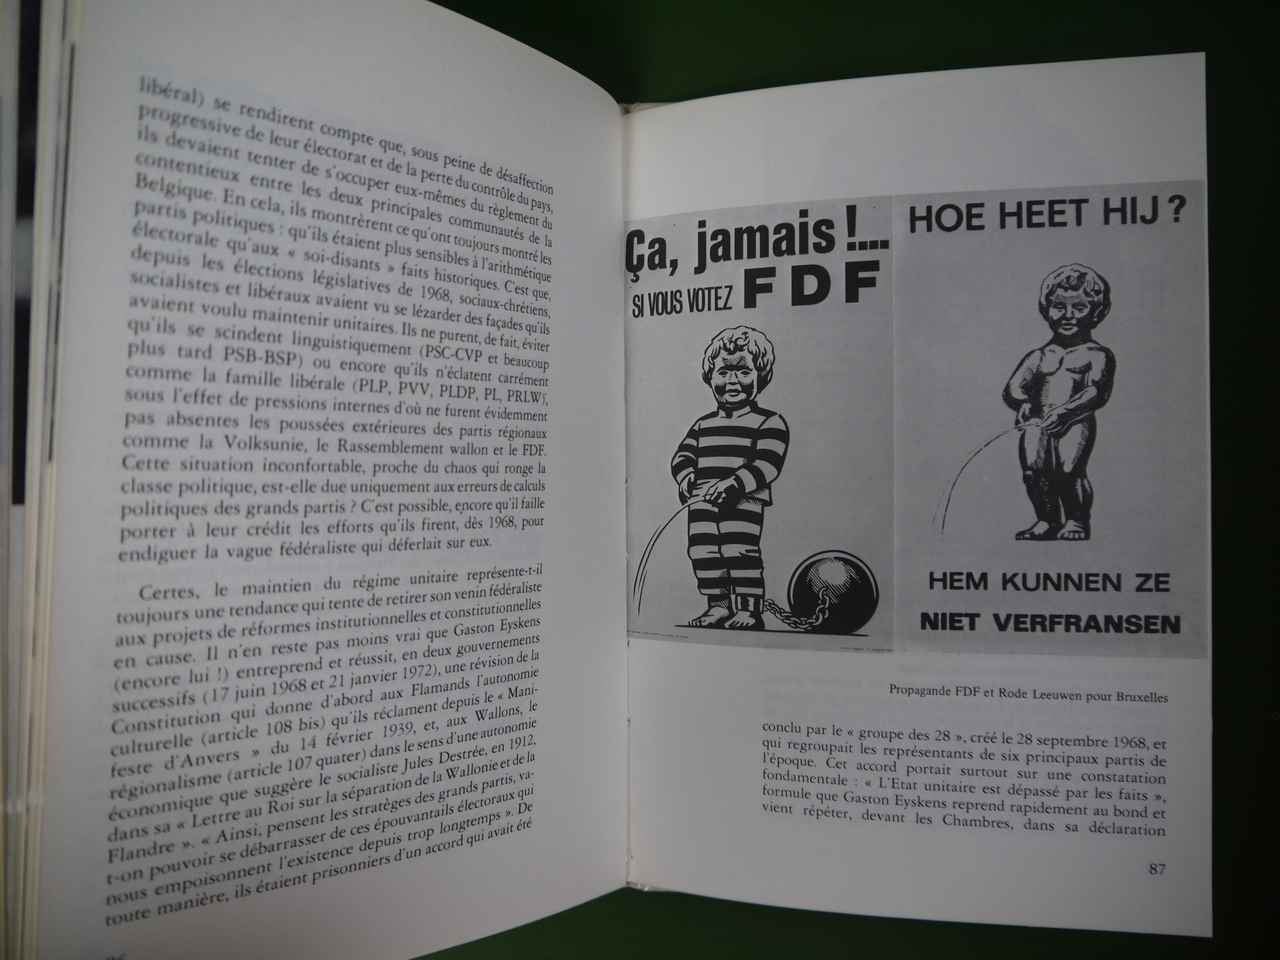 libéral) se rendirent compte que, sous peine de désaffection
progressive de leur électorat et de la perte du contrôle du pays,
ils devaient tenter de s'occuper eux-mêmes du règlement du
contentieux entre les deux principales communautés de la
Belgique. En cela, ils montrèrent ce qu'ont toujours montré les
partis politiques : qu'ils étaient plus sensibles à l'arithmétique
électorale qu'aux « soi-disants » faits historiques. C'est que,
depuis les élections législatives de 1968, sociaux-chrétiens,
socialistes et libéraux avaient vu se lézarder des façades qu'ils
avaient voulu maintenir unitaires. Ils ne purent, de fait, éviter
qu'ils se scindent linguistiquement (PSC-CVP et beaucoup
plus tard PSB-BSP) ou encore qu'ils n'éclatent carrément
comme la famille libérale (PLP, PVV, PLDP, PL, PRLW),
sous l'effet de pressions internes d'où ne furent évidemment
pas absentes les poussées extérieures des partis régionaux
comme la Volksunie, le Rassemblement wallon et le FDF.
Cette situation inconfortable, proche du chaos qui ronge la
classe politique, est-elle due uniquement aux erreurs de calculs
politiques des grands partis ? C'est possible, encore qu'il faille
porter à leur crédit les efforts qu'ils firent, dès 1968, pour
endiguer la vague fédéraliste qui déferlait sur eux.
Certes, le maintien du régime unitaire représente-t-il
toujours une tendance qui tente de retirer son venin fédéraliste
aux projets de réformes institutionnelles et constitutionnelles
en cause. Il n'en reste pas moins vrai que Gaston Eyskens
(encore lui !) entreprend et réussit, en deux gouvernements
successifs (17 juin 1968 et 21 janvier 1972), une révision de la
Constitution qui donne d'abord aux Flamands l'autonomie
culturelle (article 108 bis) qu'ils réclament depuis le « Mani-
feste d'Anvers » du 14 février 1939, et, aux Wallons, le
régionalisme (article 107 quater) dans le sens d'une autonomie
économique que suggère le socialiste Jules Destrée, en 1912,
dans sa « Lettre au Roi sur la séparation de la Wallonie et de la
Flandre ». « Ainsi, pensent les stratèges des grands partis, va-
t-on pouvoir se débarrasser de ces épouvantails électoraux qui
nous empoisonnent l'existence depuis trop longtemps ». De
toute manière, ils étaient prisonniers d'un accord qui avait été
Ça, jamais !...
SI VOUS VOTEZ FDF
HOE HEET HIJ ?
HEM KUNNEN ZE
NIET VERFRANSEN
Propagande FDF et Rode Leeuwen pour Bruxelles
conclu par le « groupe des 28 », créé le 28 septembre 1968, et
qui regroupait les représentants de six principaux partis de
l'époque. Cet accord portait surtout sur une constatation
fondamentale : « L'Etat unitaire est dépassé par les faits »,
formule que Gaston Eyskens reprend rapidement au bond et
vient répéter, devant les Chambres, dans sa déclaration
87